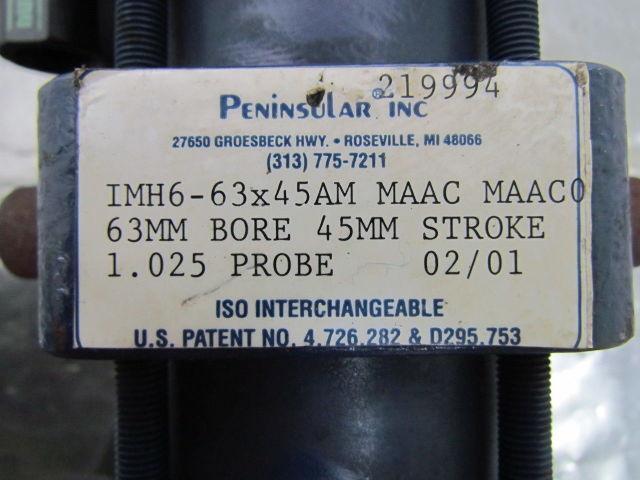 219994
PENINSULAR® INC
27650 GROESBECK HWY. • ROSEVILLE, MI 48066
(313) 775-7211
IMH6-63x45AM MAAC MAACO
63MM BORE 45MM STROKE
1.025 PROBE 02/01
ISO INTERCHANGEABLE
U.S. PATENT NO. 4,726,282 & D295,753